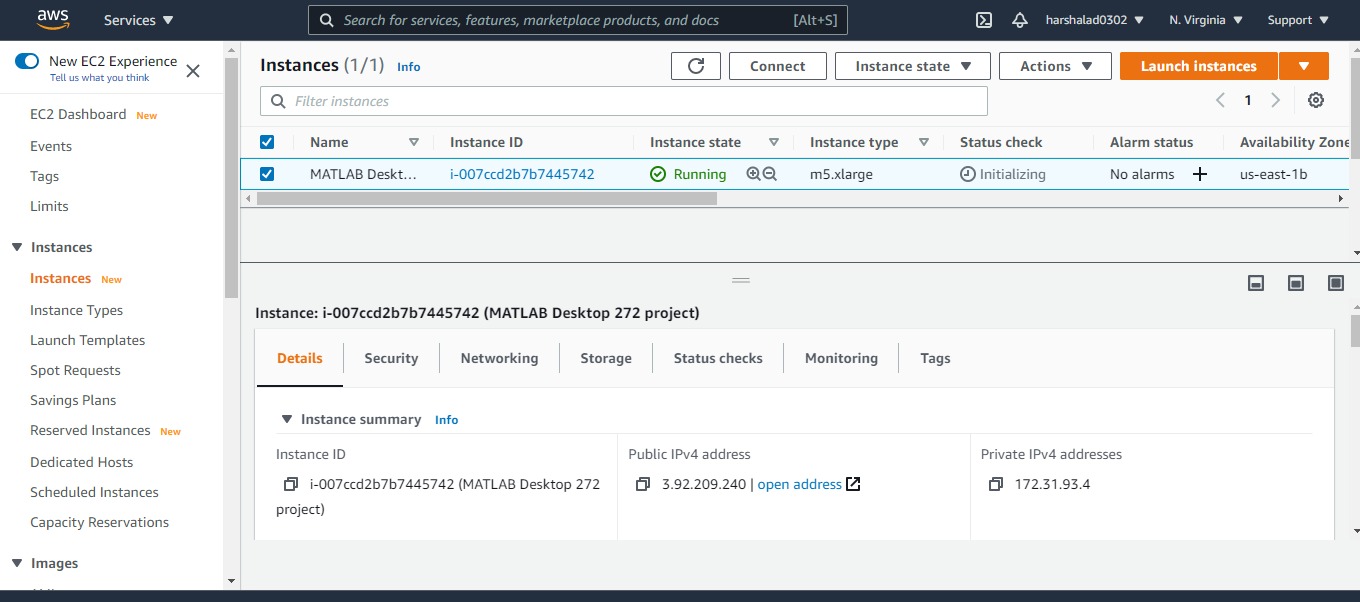 aws
Services
Search for services, features, marketplace products, and docs [Alt+S]
harshalad0302
N. Virginia
Support
New EC2 Experience
Tell us what you think
EC2 Dashboard New
Events
Tags
Limits
Instances
Instances New
Instance Types
Launch Templates
Spot Requests
Savings Plans
Reserved Instances New
Dedicated Hosts
Scheduled Instances
Capacity Reservations
Images
Instances (1/1) Info
Connect
Instance state
Actions
Launch instances
Filter instances
1
Name Instance ID Instance state Instance type Status check Alarm status Availability Zone
MATLAB Deskt... i-007ccd2b7b7445742 Running m5.xlarge Initializing No alarms us-east-1b
Instance: i-007ccd2b7b7445742 (MATLAB Desktop 272 project)
Details Security Networking Storage Status checks Monitoring Tags
Instance summary Info
Instance ID
i-007ccd2b7b7445742 (MATLAB Desktop 272
project)
Public IPv4 address
3.92.209.240 | open address
Private IPv4 addresses
172.31.93.4